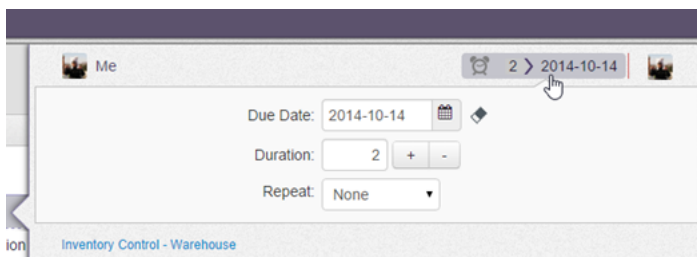 Me
2 2014-10-14
Due Date: 2014-10-14
Duration: 2 + -
Repeat: None
ion
Inventory Control - Warehouse